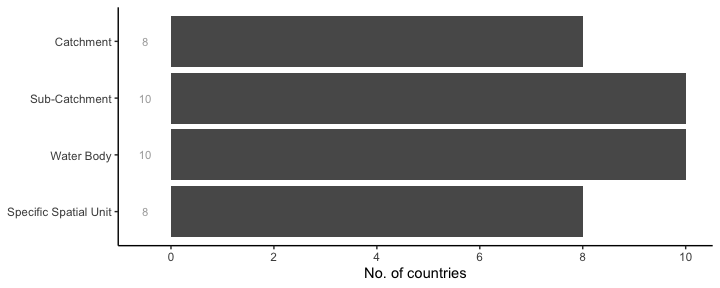 Catchment 8
Sub-Catchment 10
Water Body 10
Specific Spatial Unit 8
0 2 4 6 8 10
No. of countries